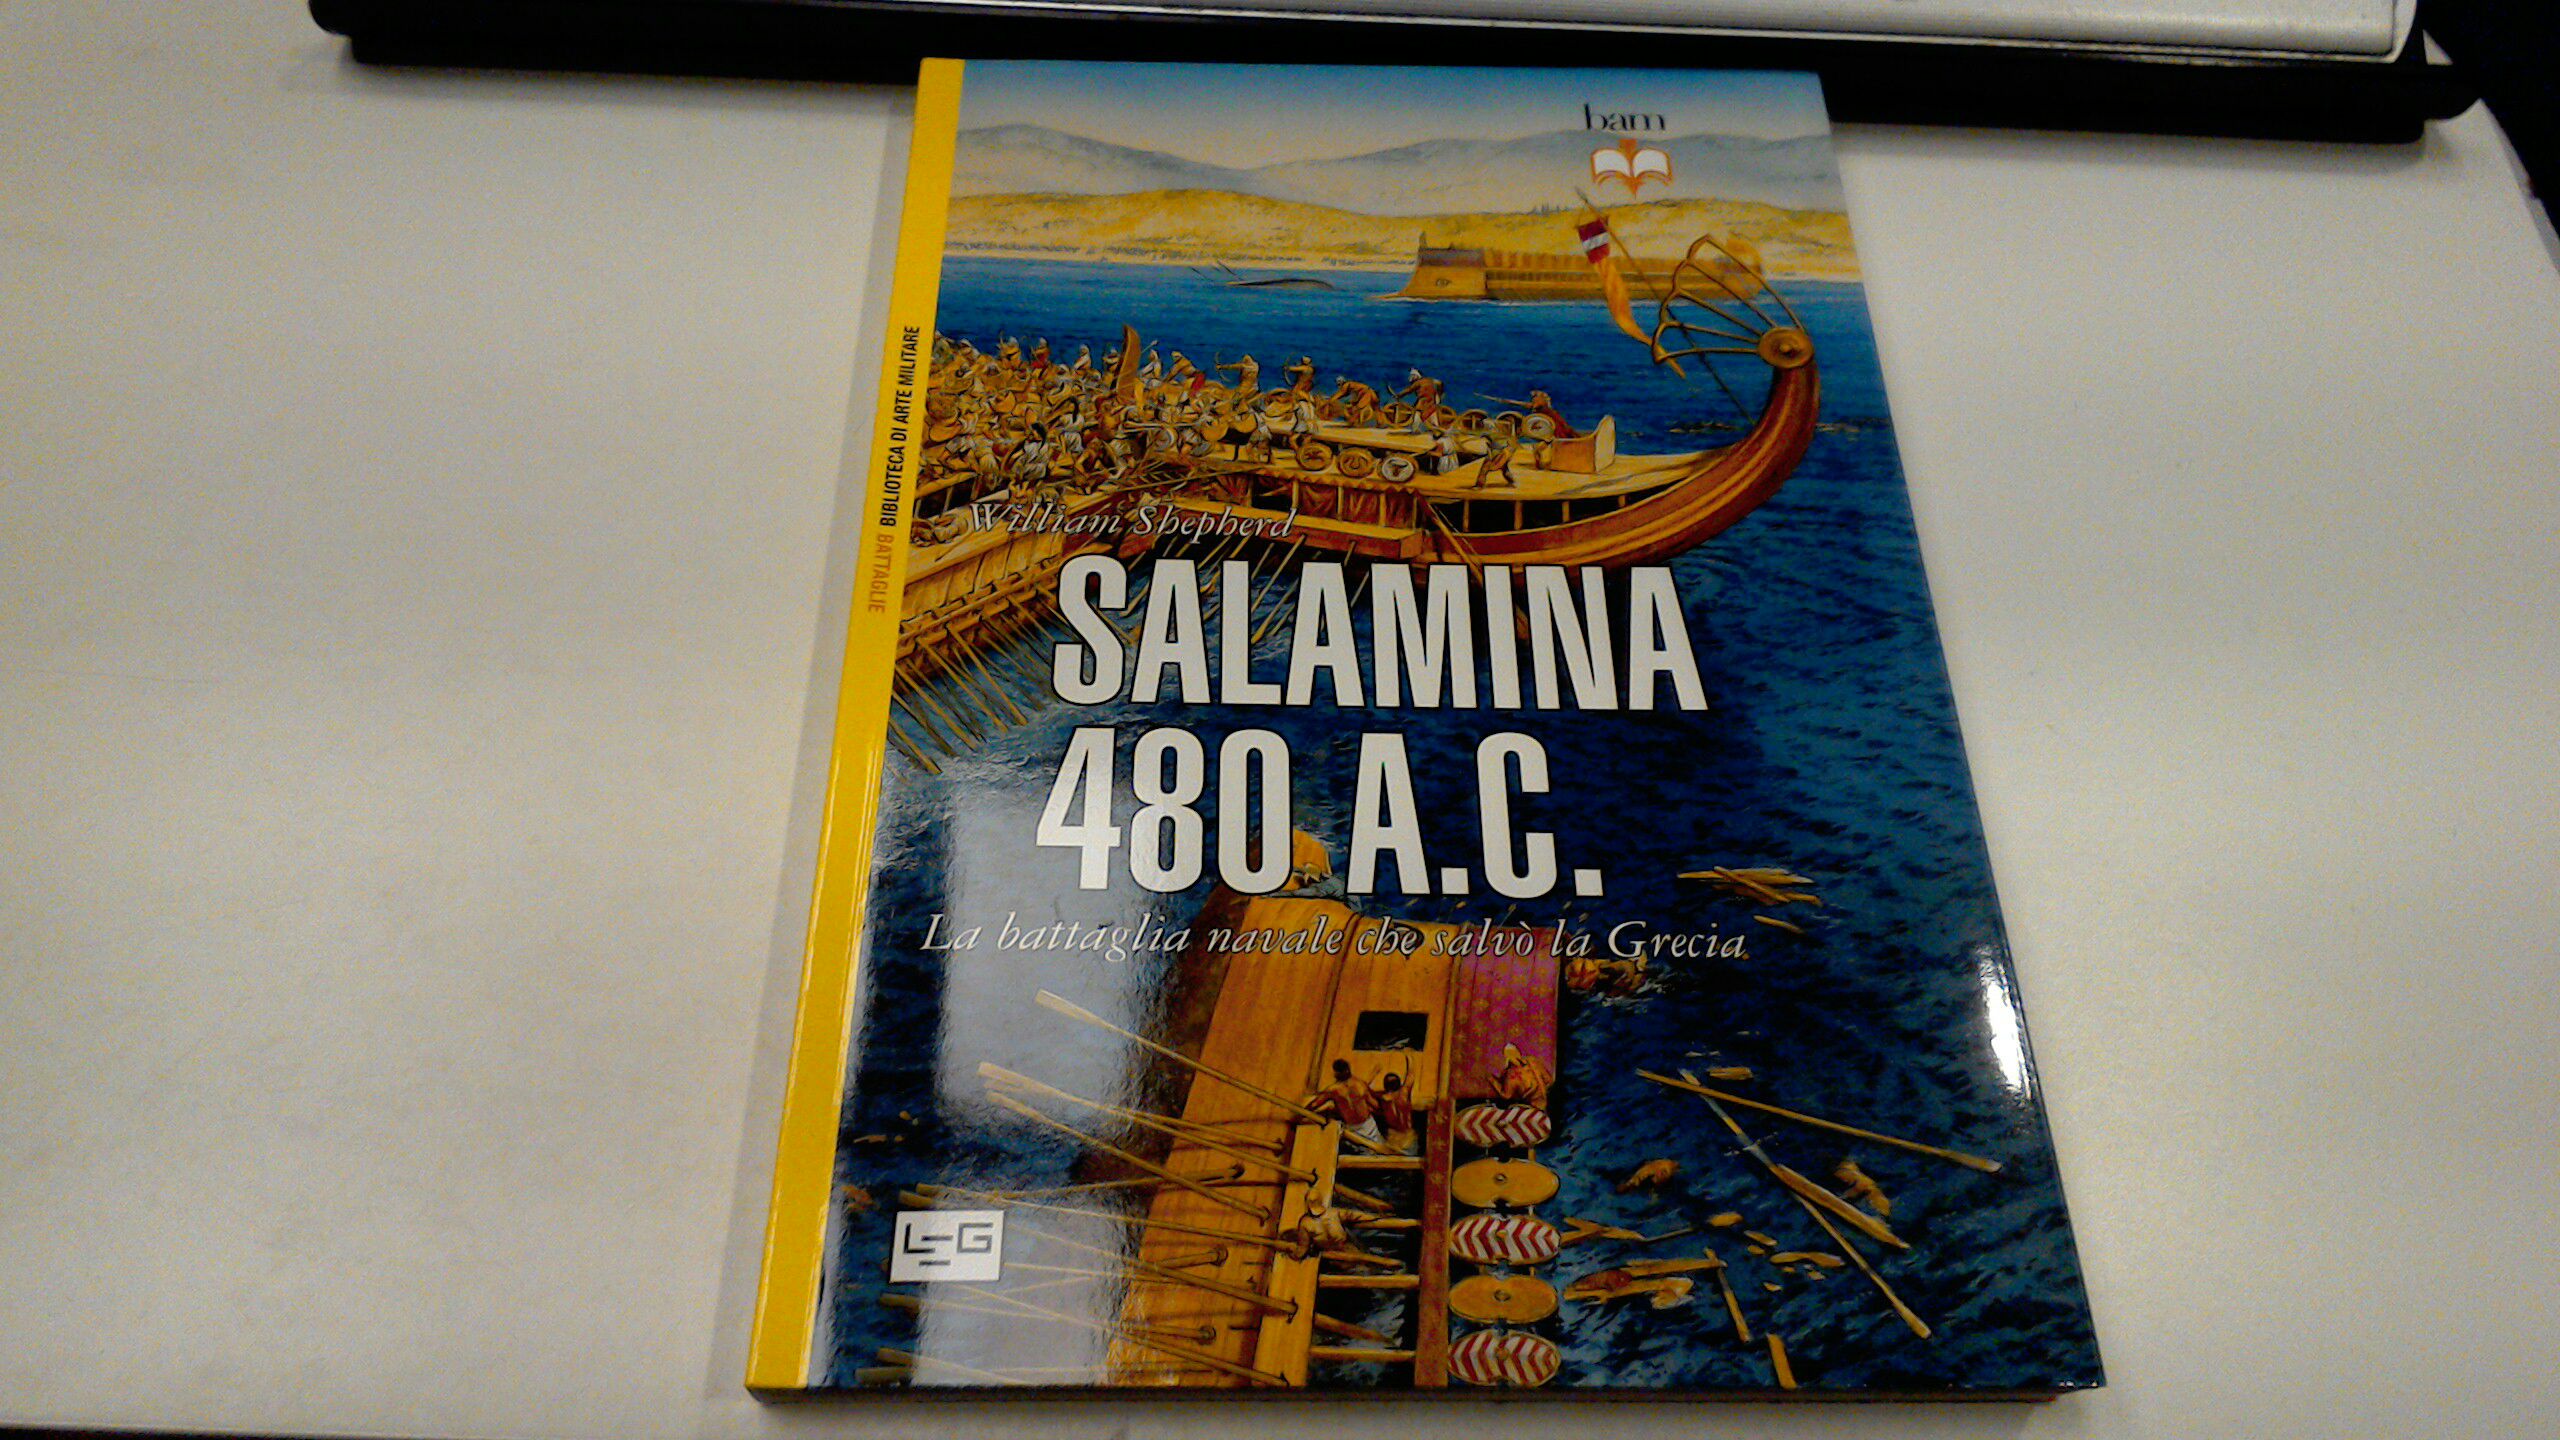 bam
BIBLIOTECA DI ARTE MILITARE
BATTAGLIE
William Shepherd
SALAMINA
480 A.C.
La battaglia navale che salvò la Grecia
LEG